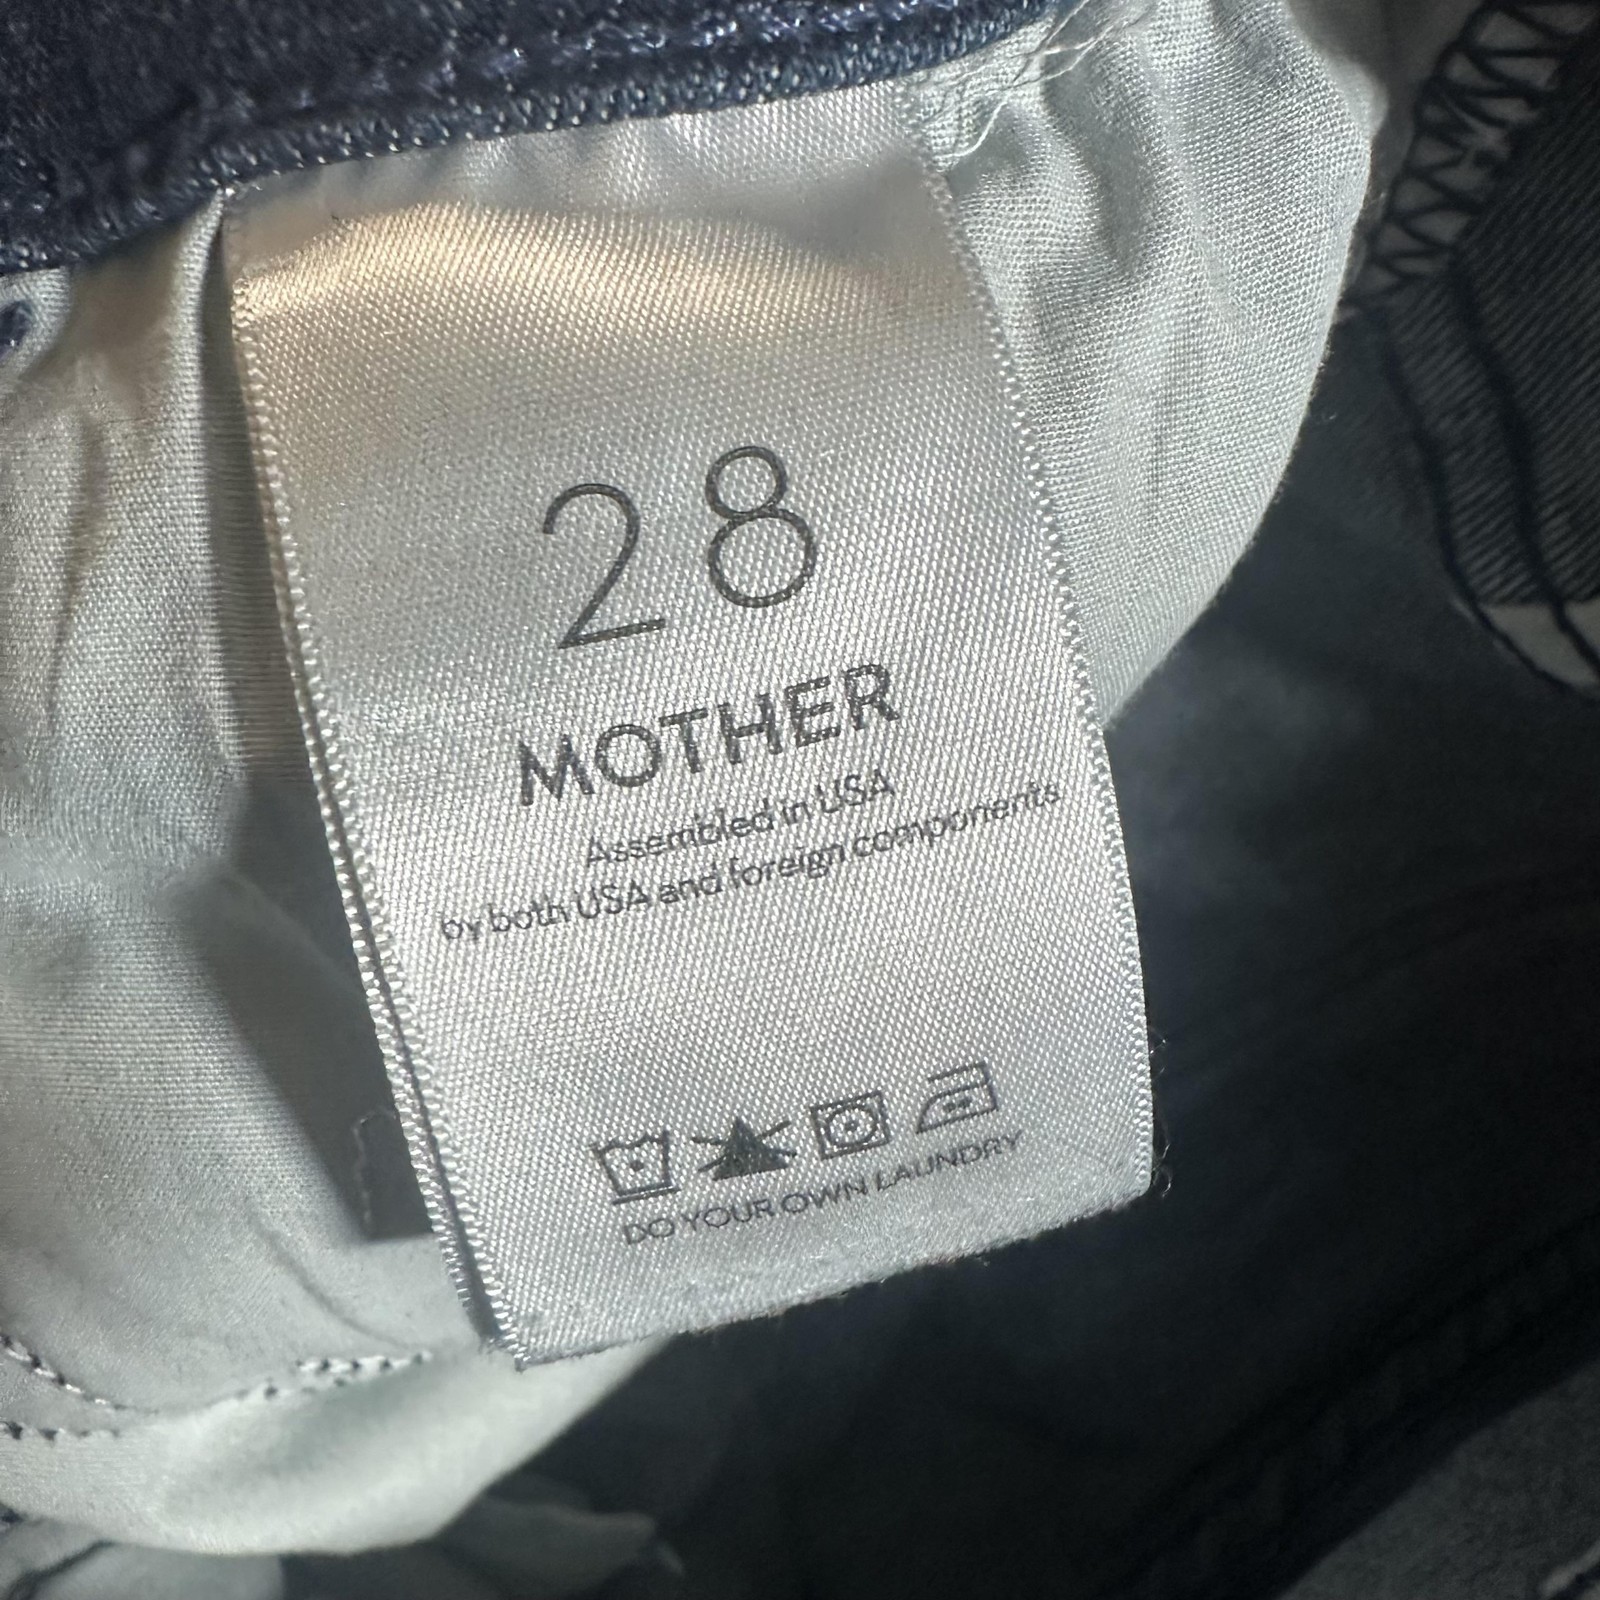 28
MOTHER
Assembled in USA
by both USA and foreign components
DO YOUR OWN LAUNDRY